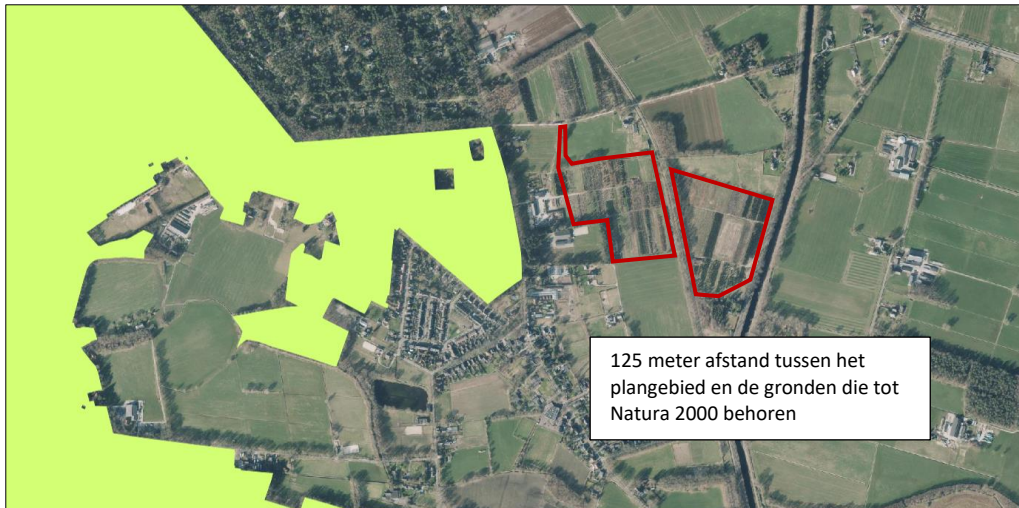 125 meter afstand tussen het
plangebied en de gronden die tot
Natura 2000 behoren